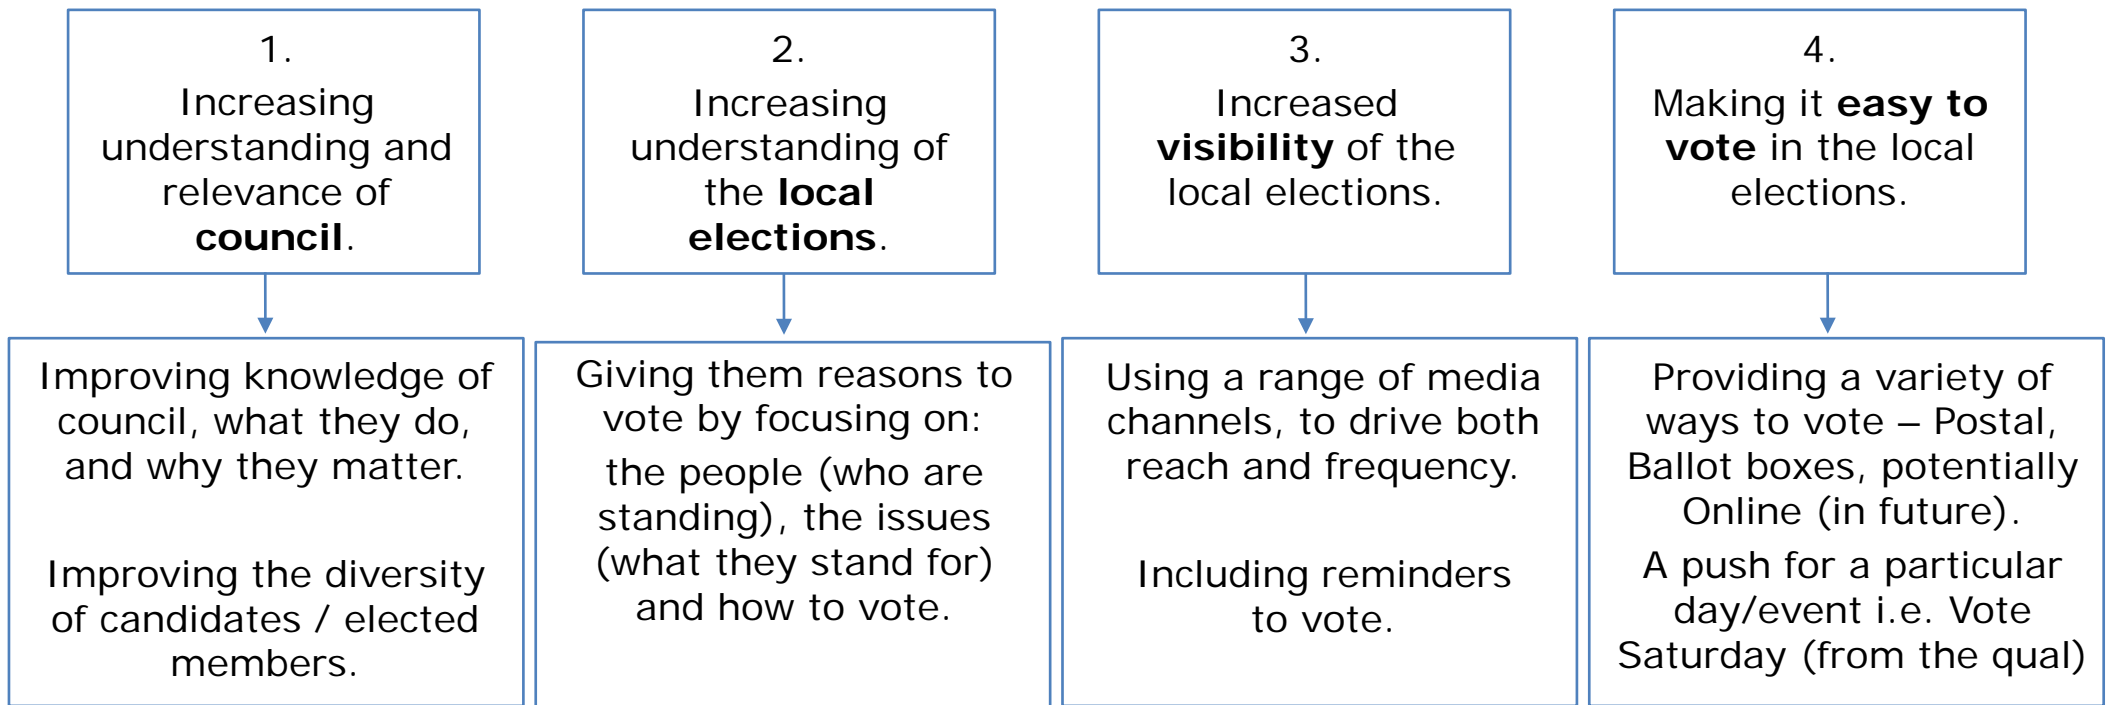 1.
Increasing
understanding and
relevance of
council.
2.
Increasing
understanding of
the local
elections.
3.
Increased
visibility of the
local elections.
4.
Making it easy to
vote in the local
elections.
Improving knowledge of
council, what they do,
and why they matter.
Improving the diversity
of candidates / elected
members.
Giving them reasons to
vote by focusing on:
the people (who are
standing), the issues
(what they stand for)
and how to vote.
Using a range of media
channels, to drive both
reach and frequency.
Including reminders
to vote.
Providing a variety of
ways to vote – Postal,
Ballot boxes, potentially
Online (in future).
A push for a particular
day/event i.e. Vote
Saturday (from the qual)